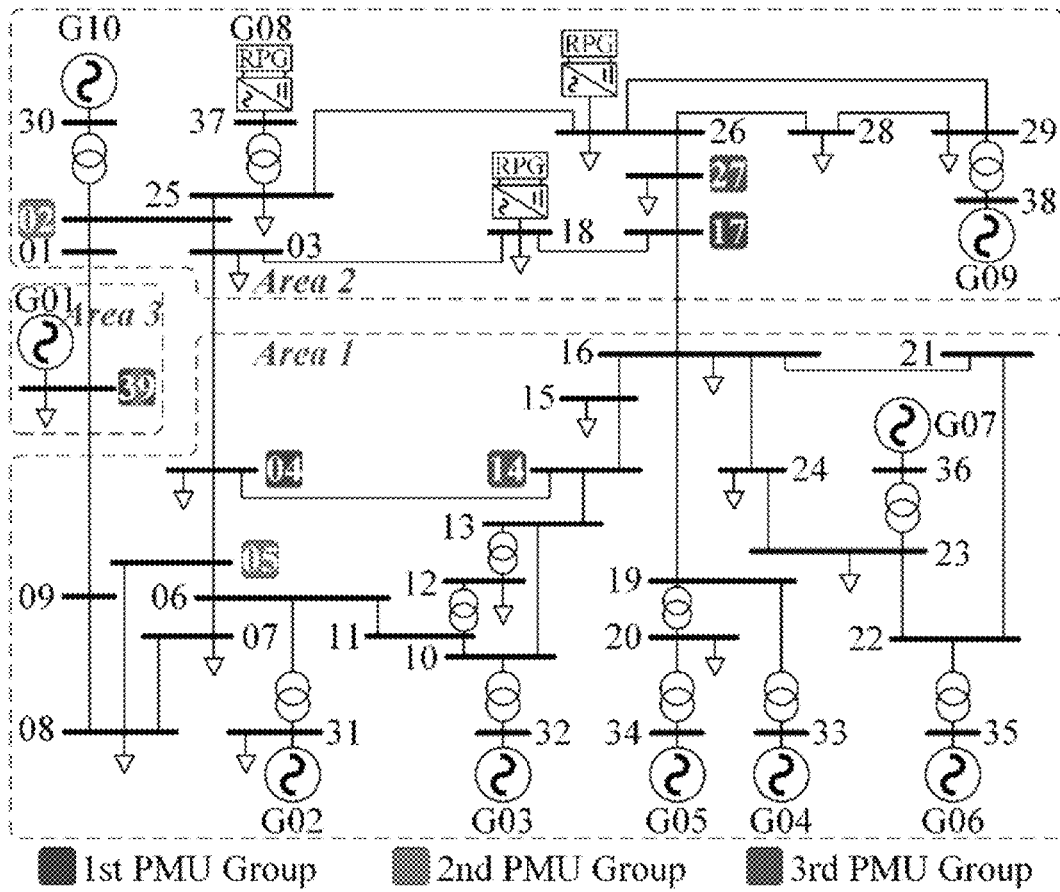 G10 G08
RPG RPG
30 37 26 28 29
27
25 RPG 38
02 18 17
01 03 G09
Area 2
G01 Area 3
Area 1 16 21
39 15 G07
04 14 24 36
13
05 12 19 23
09 06
07 11 10 20 22
08 31 32 34 33 35
G02 G03 G05 G04 G06
1st PMU Group 2nd PMU Group 3rd PMU Group